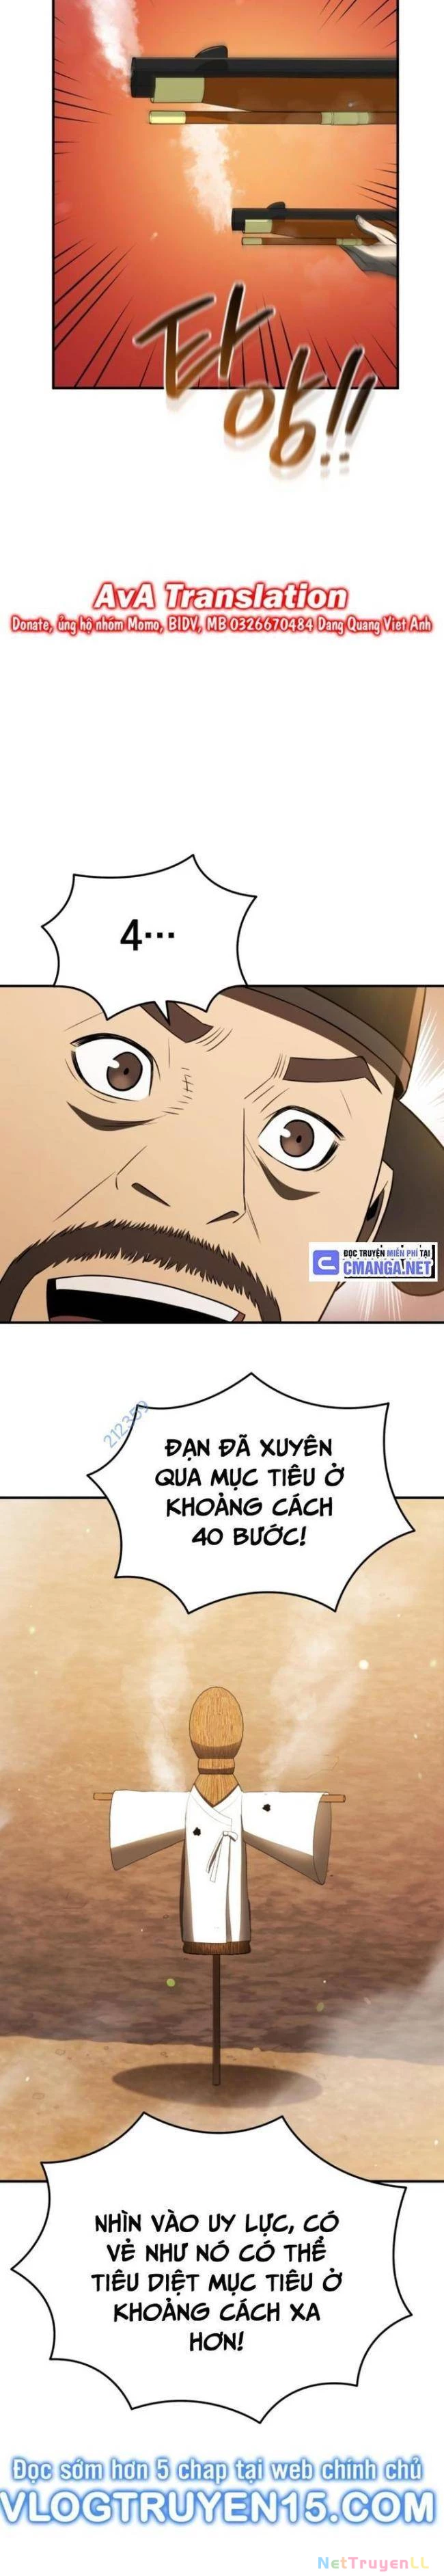 타앙!!
AvA Translation
Donate, ủng hộ nhóm Momo, BIDV, MB 0326670484 Dang Quang Viet Anh
4...
ĐỌC TRUYỆN MIỄN PHÍ TẠI
CMANGA.NET
212359
ĐẠN ĐÃ XUYÊN
QUA MỤC TIÊU Ở
KHOẢNG CÁCH
40 BƯỚC!
NHÌN VÀO UY LỰC, CÓ
VẺ NHƯ NÓ CÓ THỂ
TIÊU DIỆT MỤC TIÊU Ở
KHOẢNG CÁCH XA
HƠN!
Đọc sớm hơn 5 chap tại web chính chủ
VLOGTRUYEN15.COM
NetTruyenLL